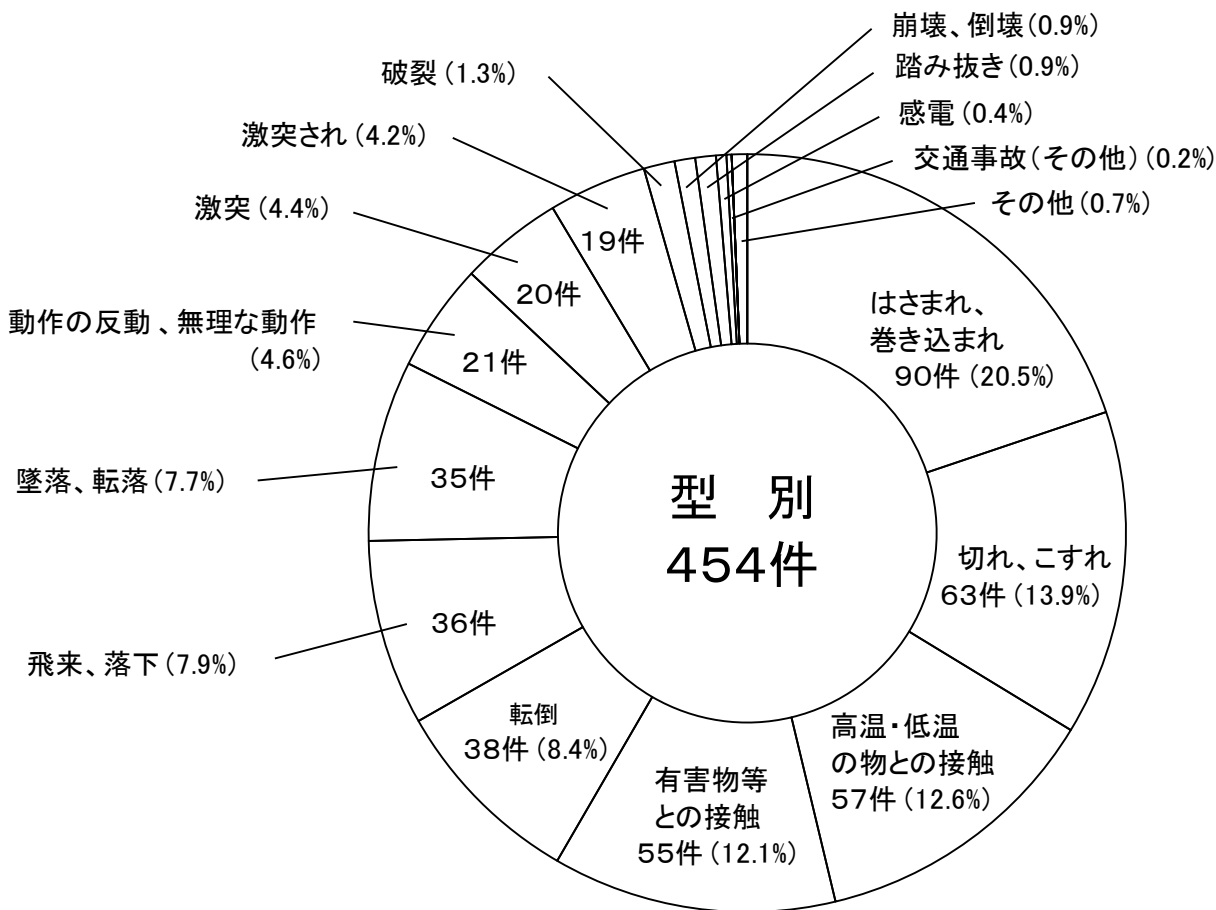 崩壊、倒壊(0.9%)
踏み抜き(0.9%)
感電(0.4%)
交通事故(その他)(0.2%)
その他(0.7%)
破裂(1.3%)
激突され(4.2%)
19件
激突(4.4%)
20件
動作の反動、無理な動作
(4.6%)
21件
墜落、転落(7.7%)
35件
飛来、落下(7.9%)
36件
転倒
38件(8.4%)
有害物等
との接触
55件(12.1%)
高温・低温
の物との接触
57件(12.6%)
切れ、こすれ
63件(13.9%)
はさまれ、
巻き込まれ
90件(20.5%)
型 別
454件